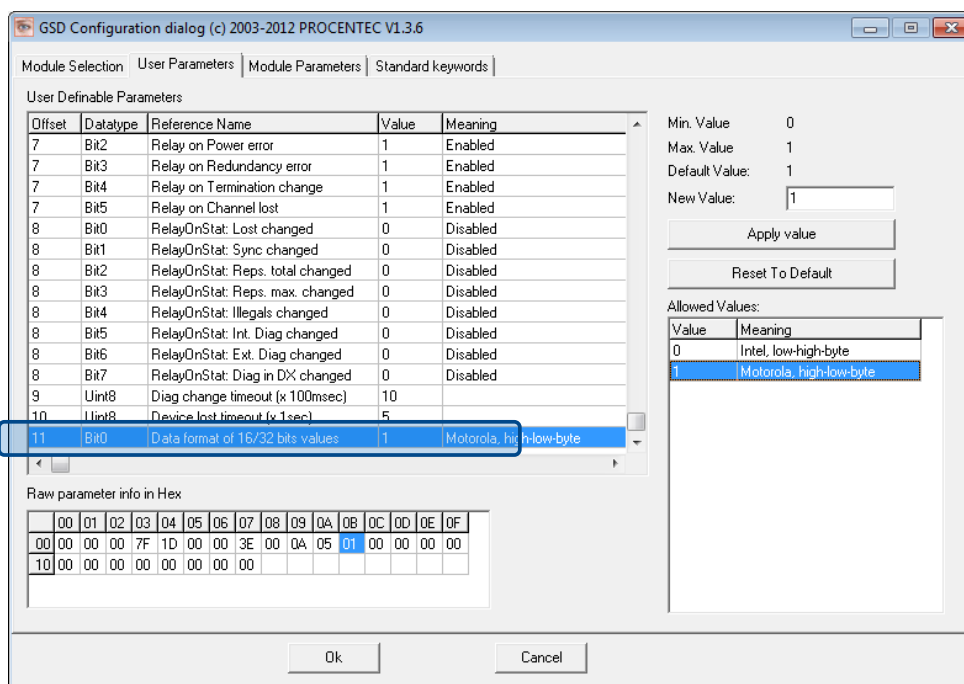 GSD Configuration dialog (c) 2003-2012 PROCENTEC V1.3.6
Module Selection User Parameters Module Parameters Standard keywords
User Definable Parameters
Offset Datatype Reference Name Value Meaning
7 Bit2 Relay on Power error 1 Enabled
7 Bit3 Relay on Redundancy error 1 Enabled
7 Bit4 Relay on Termination change 1 Enabled
7 Bit5 Relay on Channel lost 1 Enabled
8 Bit0 RelayOnStat: Lost changed 0 Disabled
8 Bit1 RelayOnStat: Sync changed 0 Disabled
8 Bit2 RelayOnStat: Reps. total changed 0 Disabled
8 Bit3 RelayOnStat: Reps. max. changed 0 Disabled
8 Bit4 RelayOnStat: Illegals changed 0 Disabled
8 Bit5 RelayOnStat: Int. Diag changed 0 Disabled
8 Bit6 RelayOnStat: Ext. Diag changed 0 Disabled
8 Bit7 RelayOnStat: Diag in DX changed 0 Disabled
9 UInt8 Diag change timeout (x 100msec) 10
10 UInt8 Device lost timeout (x 1sec) 5
11 Bit0 Data format of 16/32 bits values 1 Motorola, high-low-byte
Min. Value 0
Max. Value 1
Default Value: 1
New Value: 1
Apply value
Reset To Default
Allowed Values:
Value Meaning
0 Intel, low-high-byte
1 Motorola, high-low-byte
Raw parameter info in Hex
00 01 02 03 04 05 06 07 08 09 0A 0B 0C 0D 0E 0F
00 00 00 00 7F 1D 00 00 3E 00 0A 05 01 00 00 00 00
10 00 00 00 00 00 00 00 00
Ok Cancel